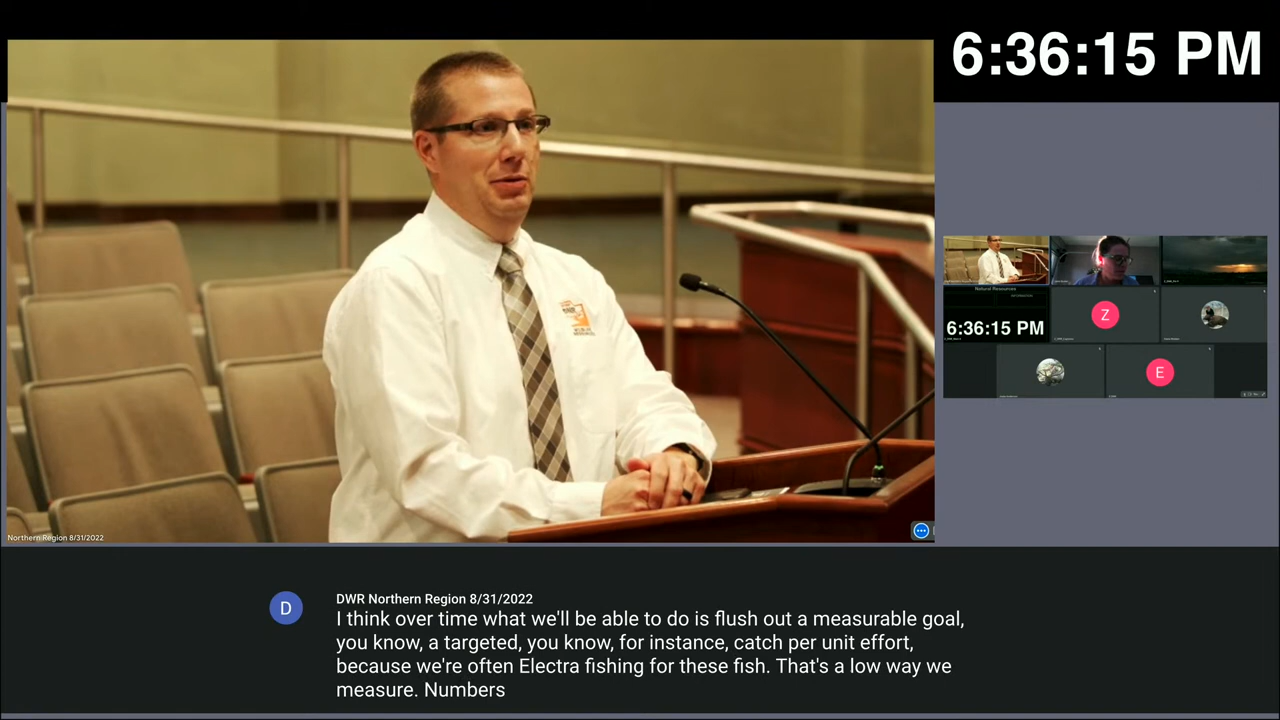 6:36:15 PM
Natural Resources
INFORMATION
6:36:15 PM
Z
E
Northern Region 8/31/2022
D
DWR Northern Region 8/31/2022
I think over time what we'll be able to do is flush out a measurable goal,
you know, a targeted, you know, for instance, catch per unit effort,
because we're often Electra fishing for these fish. That's a low way we
measure. Numbers